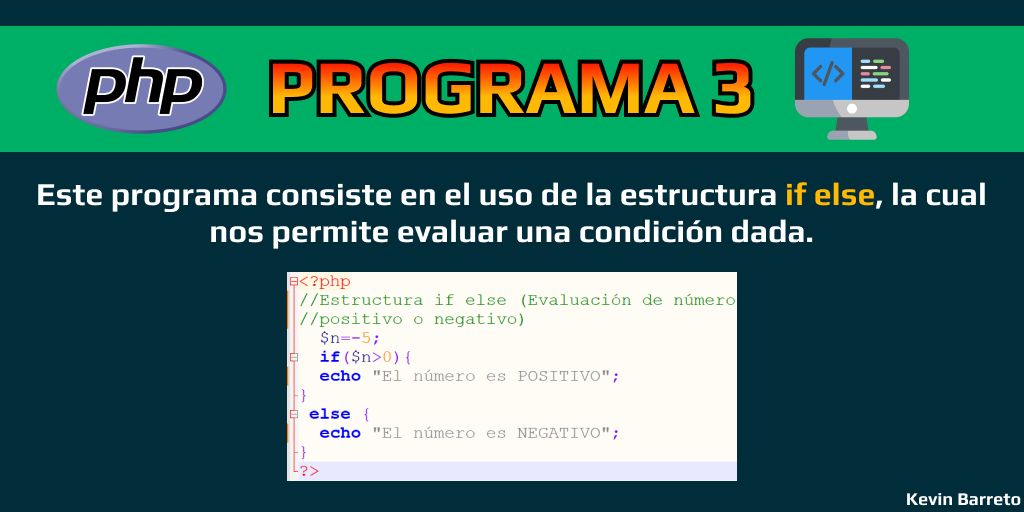 php
PROGRAMA 3
</>
Este programa consiste en el uso de la estructura if else, la cual
nos permite evaluar una condición dada.
<?php
//Estructura if else (Evaluación de número
//positivo o negativo)
$n=-5;
if($n>0){
echo "El número es POSITIVO";
}
else {
echo "El número es NEGATIVO";
}
?>
Kevin Barreto